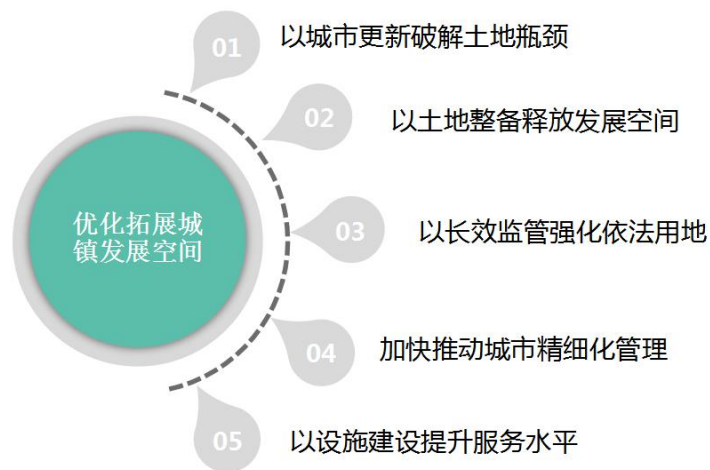 01
以城市更新破解土地瓶颈
02
以土地整备释放发展空间
优化拓展城
镇发展空间
03
以长效监管强化依法用地
04
加快推动城市精细化管理
05
以设施建设提升服务水平